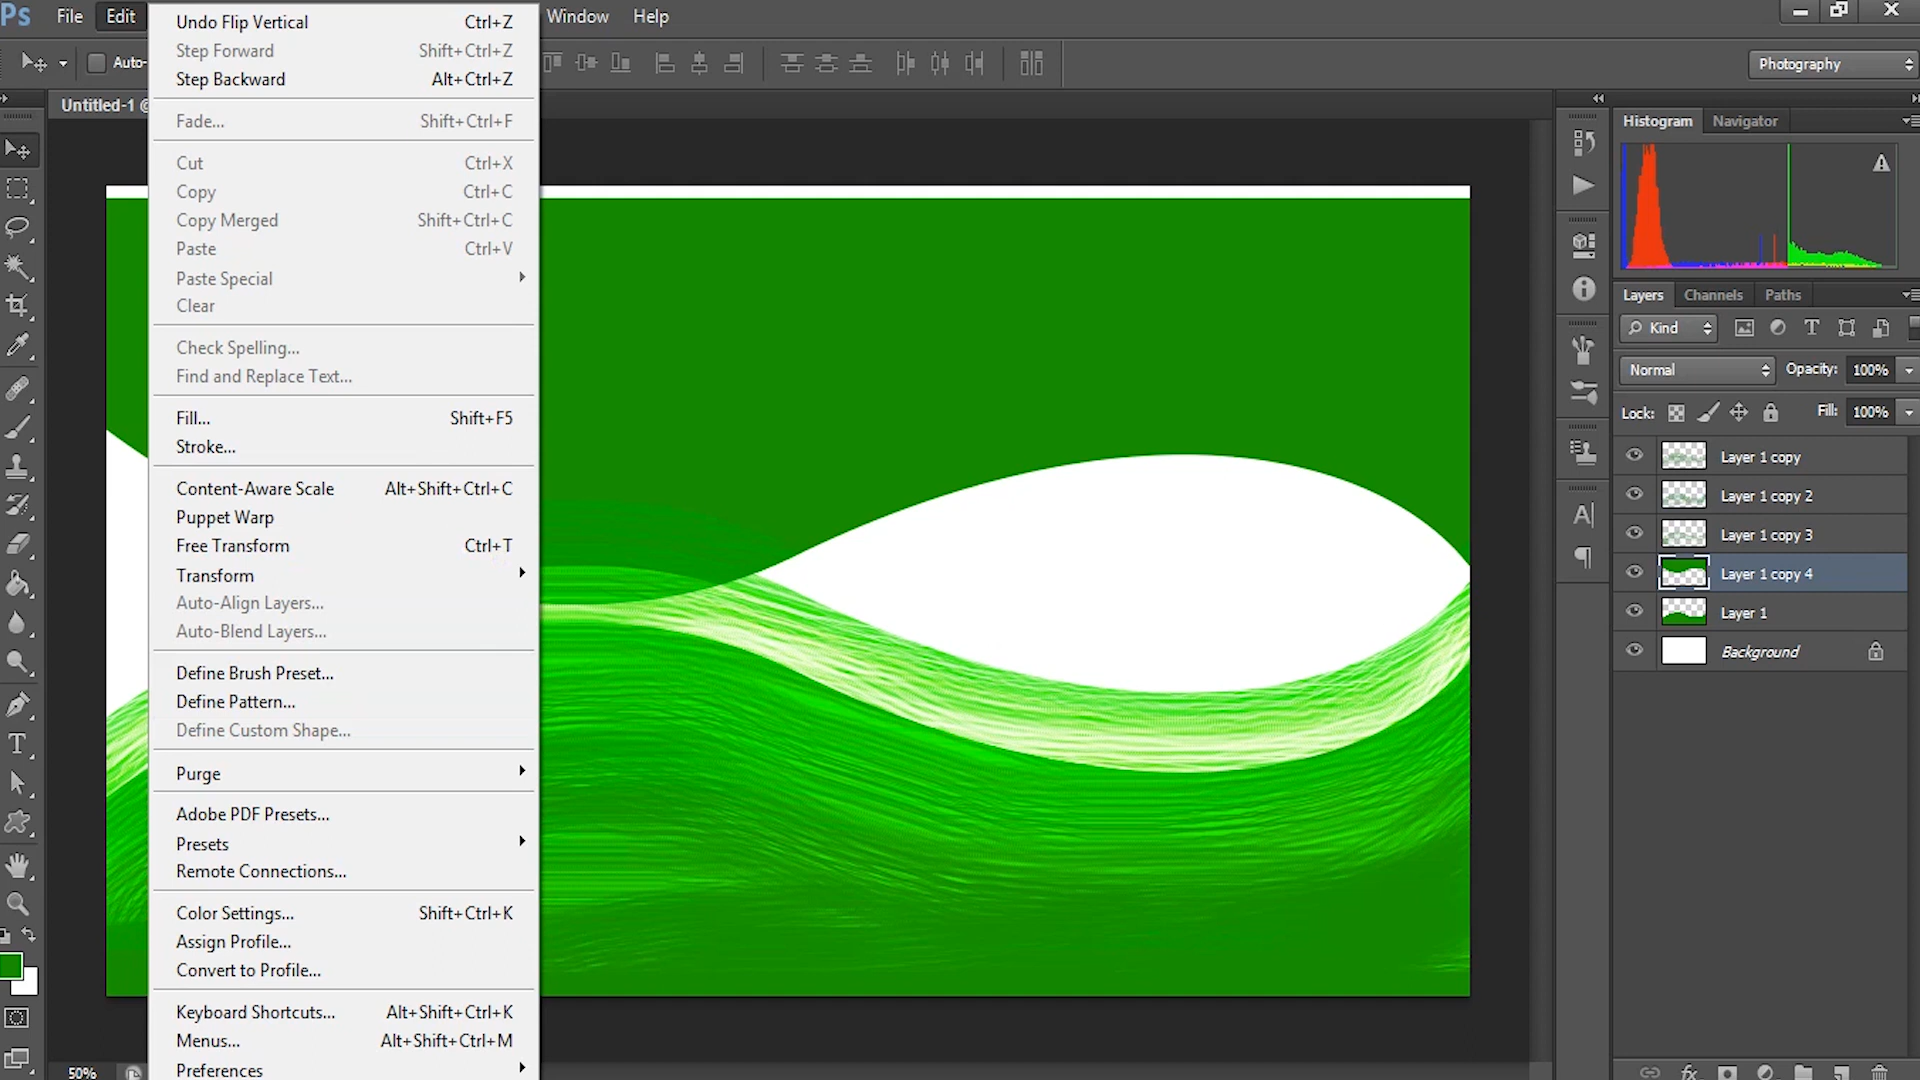 Ps File Edit Window Help
Auto-
Photography
Untitled-1 @
Undo Flip Vertical Ctrl+Z
Step Forward Shift+Ctrl+Z
Step Backward Alt+Ctrl+Z
Fade... Shift+Ctrl+F
Cut Ctrl+X
Copy Ctrl+C
Copy Merged Shift+Ctrl+C
Paste Ctrl+V
Paste Special
Clear
Check Spelling...
Find and Replace Text...
Fill... Shift+F5
Stroke...
Content-Aware Scale Alt+Shift+Ctrl+C
Puppet Warp
Free Transform Ctrl+T
Transform
Auto-Align Layers...
Auto-Blend Layers...
Define Brush Preset...
Define Pattern...
Define Custom Shape...
Purge
Adobe PDF Presets...
Presets
Remote Connections...
Color Settings... Shift+Ctrl+K
Assign Profile...
Convert to Profile...
Keyboard Shortcuts... Alt+Shift+Ctrl+K
Menus... Alt+Shift+Ctrl+M
Preferences
50%
Histogram Navigator
Layers Channels Paths
Kind
Normal Opacity: 100%
Lock: Fill: 100%
Layer 1 copy
Layer 1 copy 2
Layer 1 copy 3
Layer 1 copy 4
Layer 1
Background